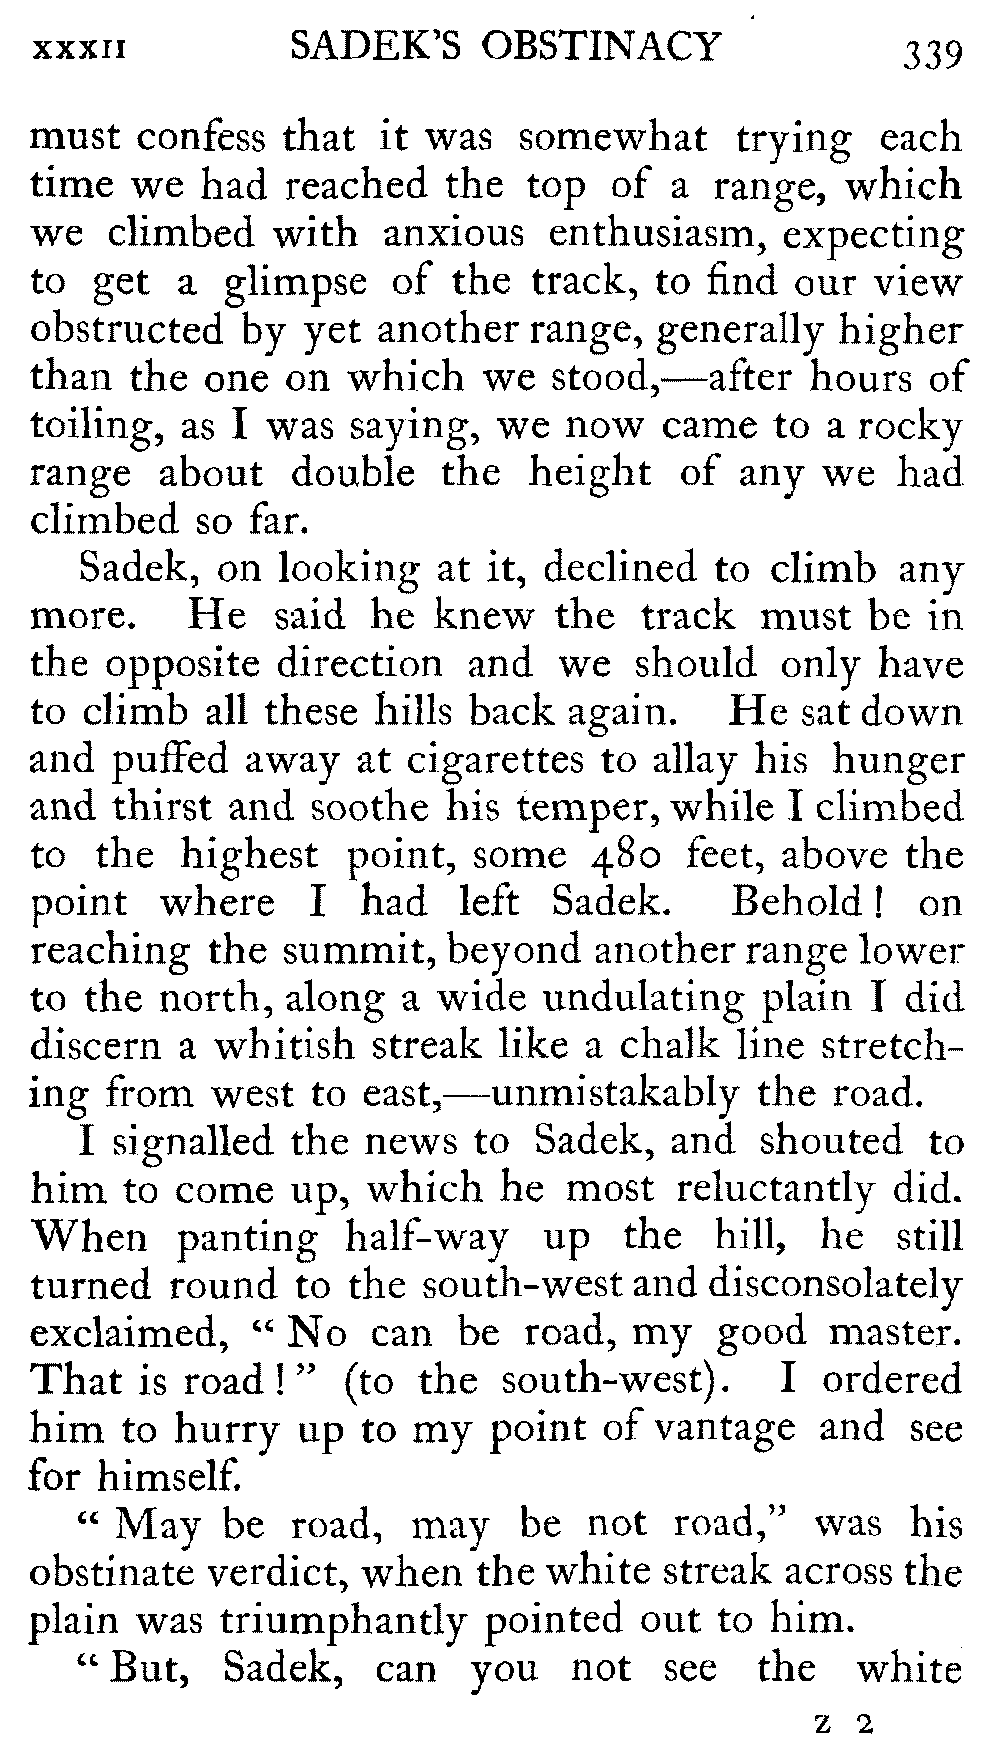 XXXII SADEK'S OBSTINACY 339
must confess that it was somewhat trying each
time we had reached the top of a range, which
we climbed with anxious enthusiasm, expecting
to get a glimpse of the track, to find our view
obstructed by yet another range, generally higher
than the one on which we stood,—after hours of
toiling, as I was saying, we now came to a rocky
range about double the height of any we had
climbed so far.
Sadek, on looking at it, declined to climb any
more. He said he knew the track must be in
the opposite direction and we should only have
to climb all these hills back again. He sat down
and puffed away at cigarettes to allay his hunger
and thirst and soothe his temper, while I climbed
to the highest point, some 480 feet, above the
point where I had left Sadek. Behold! on
reaching the summit, beyond another range lower
to the north, along a wide undulating plain I did
discern a whitish streak like a chalk line stretch-
ing from west to east,—unmistakably the road.
I signalled the news to Sadek, and shouted to
him to come up, which he most reluctantly did.
When panting half-way up the hill, he still
turned round to the south-west and disconsolately
exclaimed, “ No can be road, my good master.
That is road ! ” (to the south-west). I ordered
him to hurry up to my point of vantage and see
for himself.
“ May be road, may be not road,” was his
obstinate verdict, when the white streak across the
plain was triumphantly pointed out to him.
“ But, Sadek, can you not see the white
Z 2